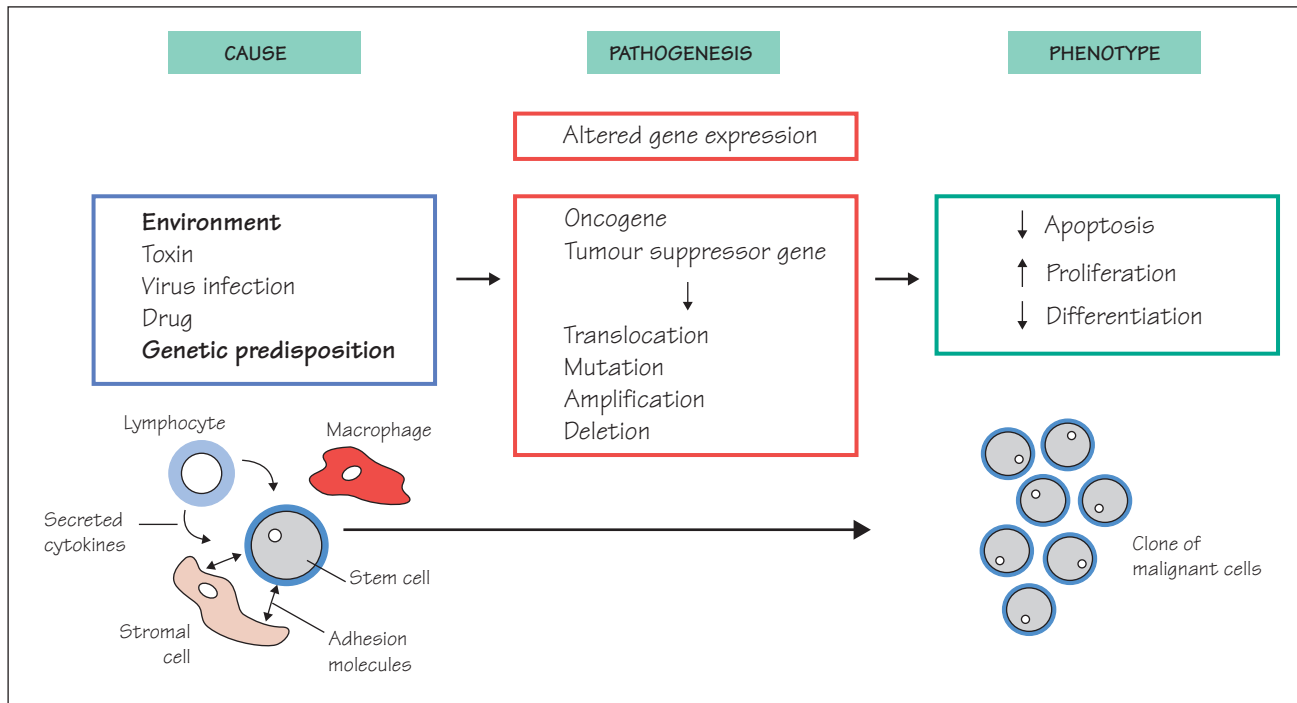 CAUSE
PATHOGENESIS
PHENOTYPE
Altered gene expression
Environment
Toxin
Virus infection
Drug
Genetic predisposition
Oncogene
Tumour suppressor gene
Translocation
Mutation
Amplification
Deletion
Apoptosis
Proliferation
Differentiation
Lymphocyte
Macrophage
Secreted
cytokines
Stem cell
Stromal
cell
Adhesion
molecules
Clone of
malignant cells